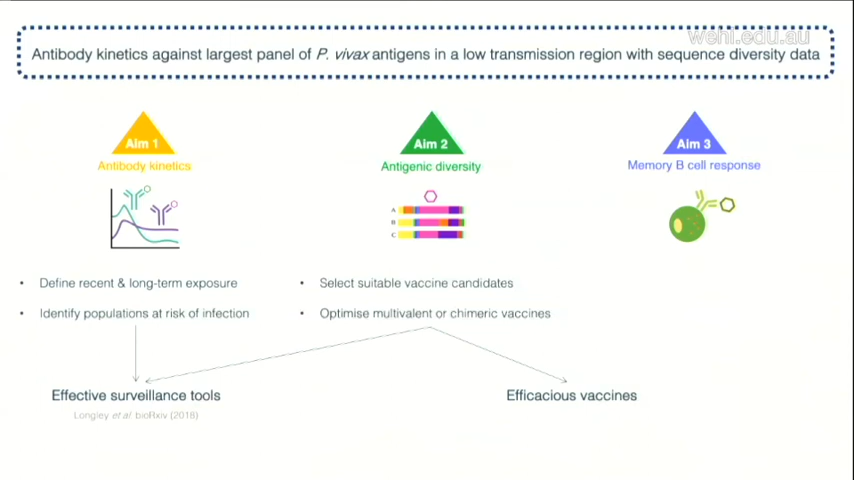 wehi.edu.au
Antibody kinetics against largest panel of P. vivax antigens in a low transmission region with sequence diversity data
Aim 1
Antibody kinetics
Aim 2
Antigenic diversity
Aim 3
Memory B cell response
A
B
C
• Define recent & long-term exposure
• Identify populations at risk of infection
• Select suitable vaccine candidates
• Optimise multivalent or chimeric vaccines
Effective surveillance tools
Longley et al. bioRxiv (2018)
Efficacious vaccines